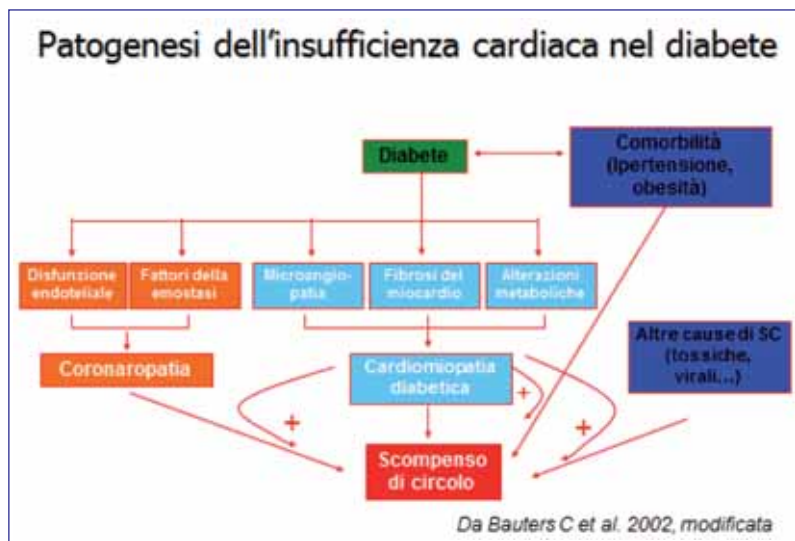 Patogenesi dell'insufficienza cardiaca nel diabete
Diabete
Comorbilità
(Ipertensione,
obesità)
Disfunzione
endoteliale
Fattori della
emostasi
Microangio-
patia
Fibrosi del
miocardio
Alterazioni
metaboliche
Coronaropatia
Cardiomiopatia
diabetica
Altre cause di SC
(tossiche,
virali...)
+
+
+
Scompenso
di circolo
Da Bauters C et al. 2002, modificata